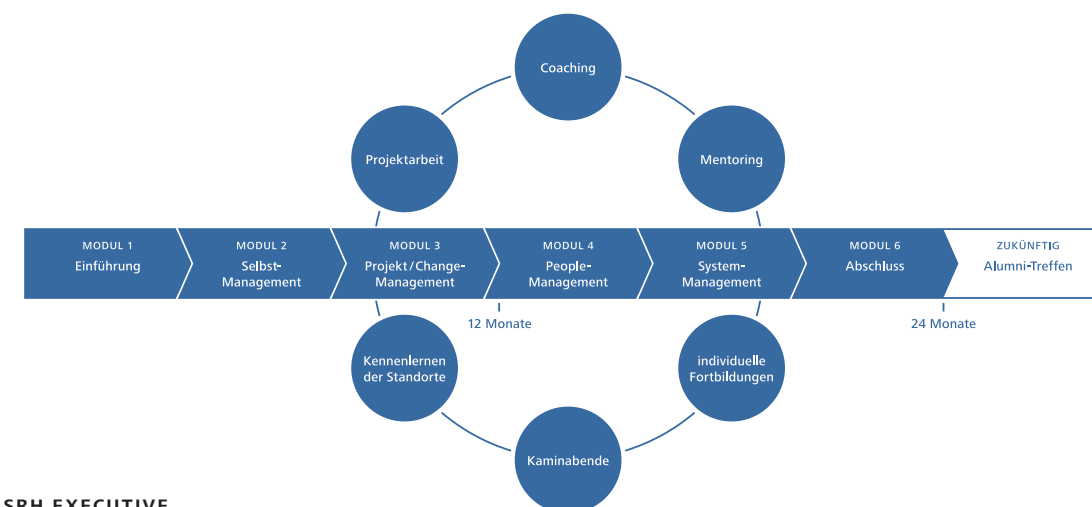 Coaching
Projektarbeit
Mentoring
MODUL 1
Einführung
MODUL 2
Selbst-
Management
MODUL 3
Projekt/Change-
Management
MODUL 4
People-
Management
MODUL 5
System-
Management
MODUL 6
Abschluss
ZUKÜNFTIG
Alumni-Treffen
12 Monate
24 Monate
Kennenlernen
der Standorte
individuelle
Fortbildungen
Kaminabende
SRH EXECUTIVE